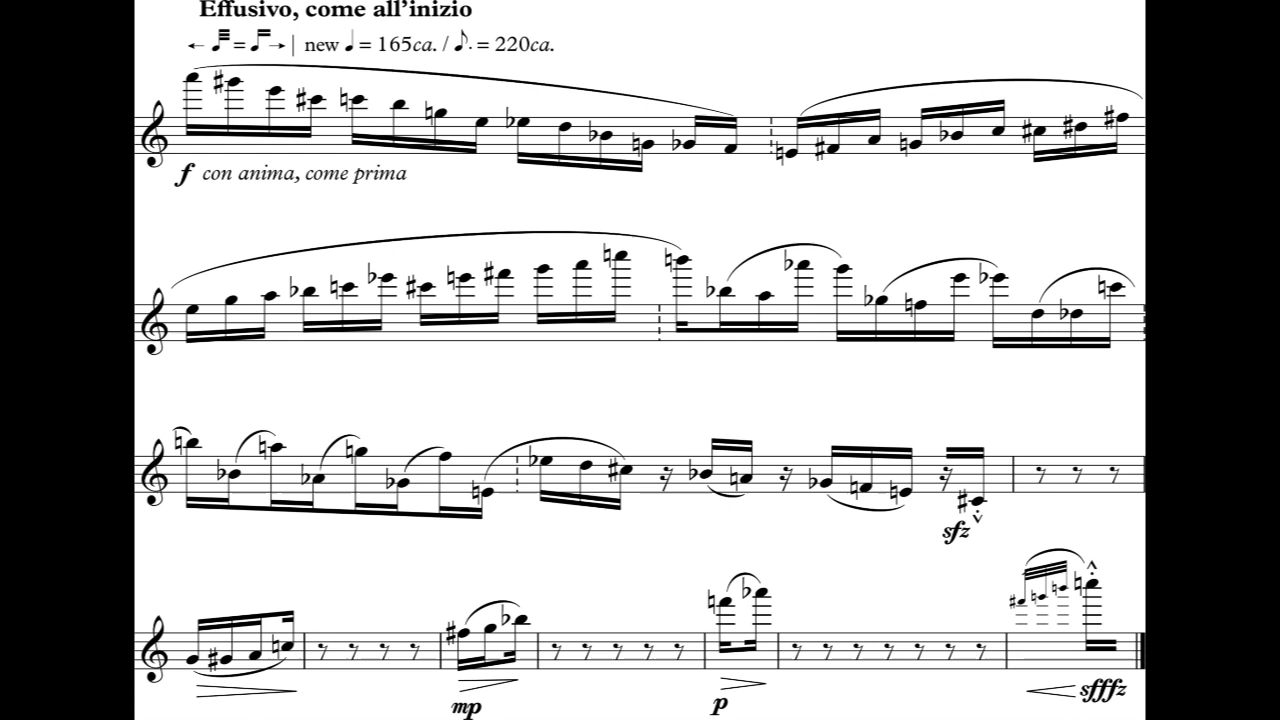 Effusivo, come all'inizio
new = 165ca. / = 220ca.
f con anima, come prima
sfz
mp
p
sfffz